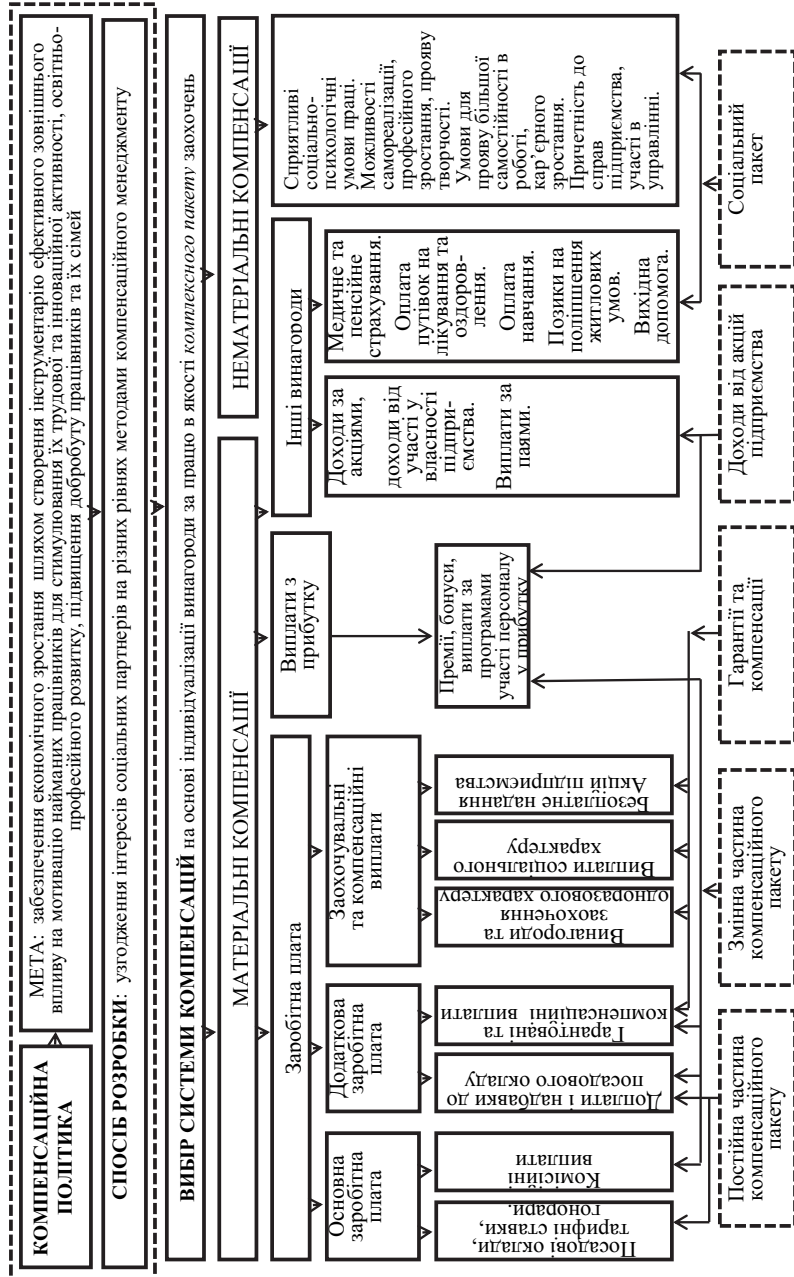 КОМПЕНСАЦІЙНА
ПОЛІТИКА
МЕТА: забезпечення економічного зростання шляхом створення інструментарію ефективного зовнішнього
впливу на мотивацію найманих працівників для стимулювання їх трудової та інноваційної активності, освітньо-
професійного розвитку, підвищення добробуту працівників та їх сімей
СПОСІБ РОЗРОБКИ: узгодження інтересів соціальних партнерів на різних рівнях методами компенсаційного менеджменту
ВИБІР СИСТЕМИ КОМПЕНСАЦІЙ на основі індивідуалізації винагороди за працю в якості комплексного пакету заохочень
МАТЕРІАЛЬНІ КОМПЕНСАЦІЇ
НЕМАТЕРІАЛЬНІ КОМПЕНСАЦІЇ
Заробітна плата
Виплати з
прибутку
Інші винагороди
Основна
заробітна
плата
Додаткова
заробітна
плата
Заохочувальні
та компенсаційні
виплати
Посадові оклади,
тарифні ставки,
гонорари.
Комісійні
виплати
Доплати і надбавки до
посадового окладу
Гарантовані та
компенсаційні виплати
Винагороди та
заохочення
одноразового характеру
Виплати соціального
характеру
Безоплатне надання
Акцій підприємства
Премії, бонуси,
виплати за
програмами
участі персоналу
у прибутку
Доходи за
акціями,
доходи від
участі у
власності
підпри-
ємства.
Виплати за
паями.
Медичне та
пенсійне
страхування.
Оплата
путівок на
лікування та
оздоров-
лення.
Оплата
навчання.
Позики на
поліпшення
житлових
умов.
Вихідна
допомога.
Сприятливі
соціально-
психологічні
умови праці.
Можливості
самореалізації,
професійного
зростання, прояву
творчості.
Умови для
прояву більшої
самостійності в
роботі,
кар’єрного
зростання.
Причетність до
справ
підприємства,
участі в
управлінні.
Постійна частина
компенсаційного
пакету
Змінна частина
компенсаційного
пакету
Гарантії та
компенсації
Доходи від акцій
підприємства
Соціальний
пакет